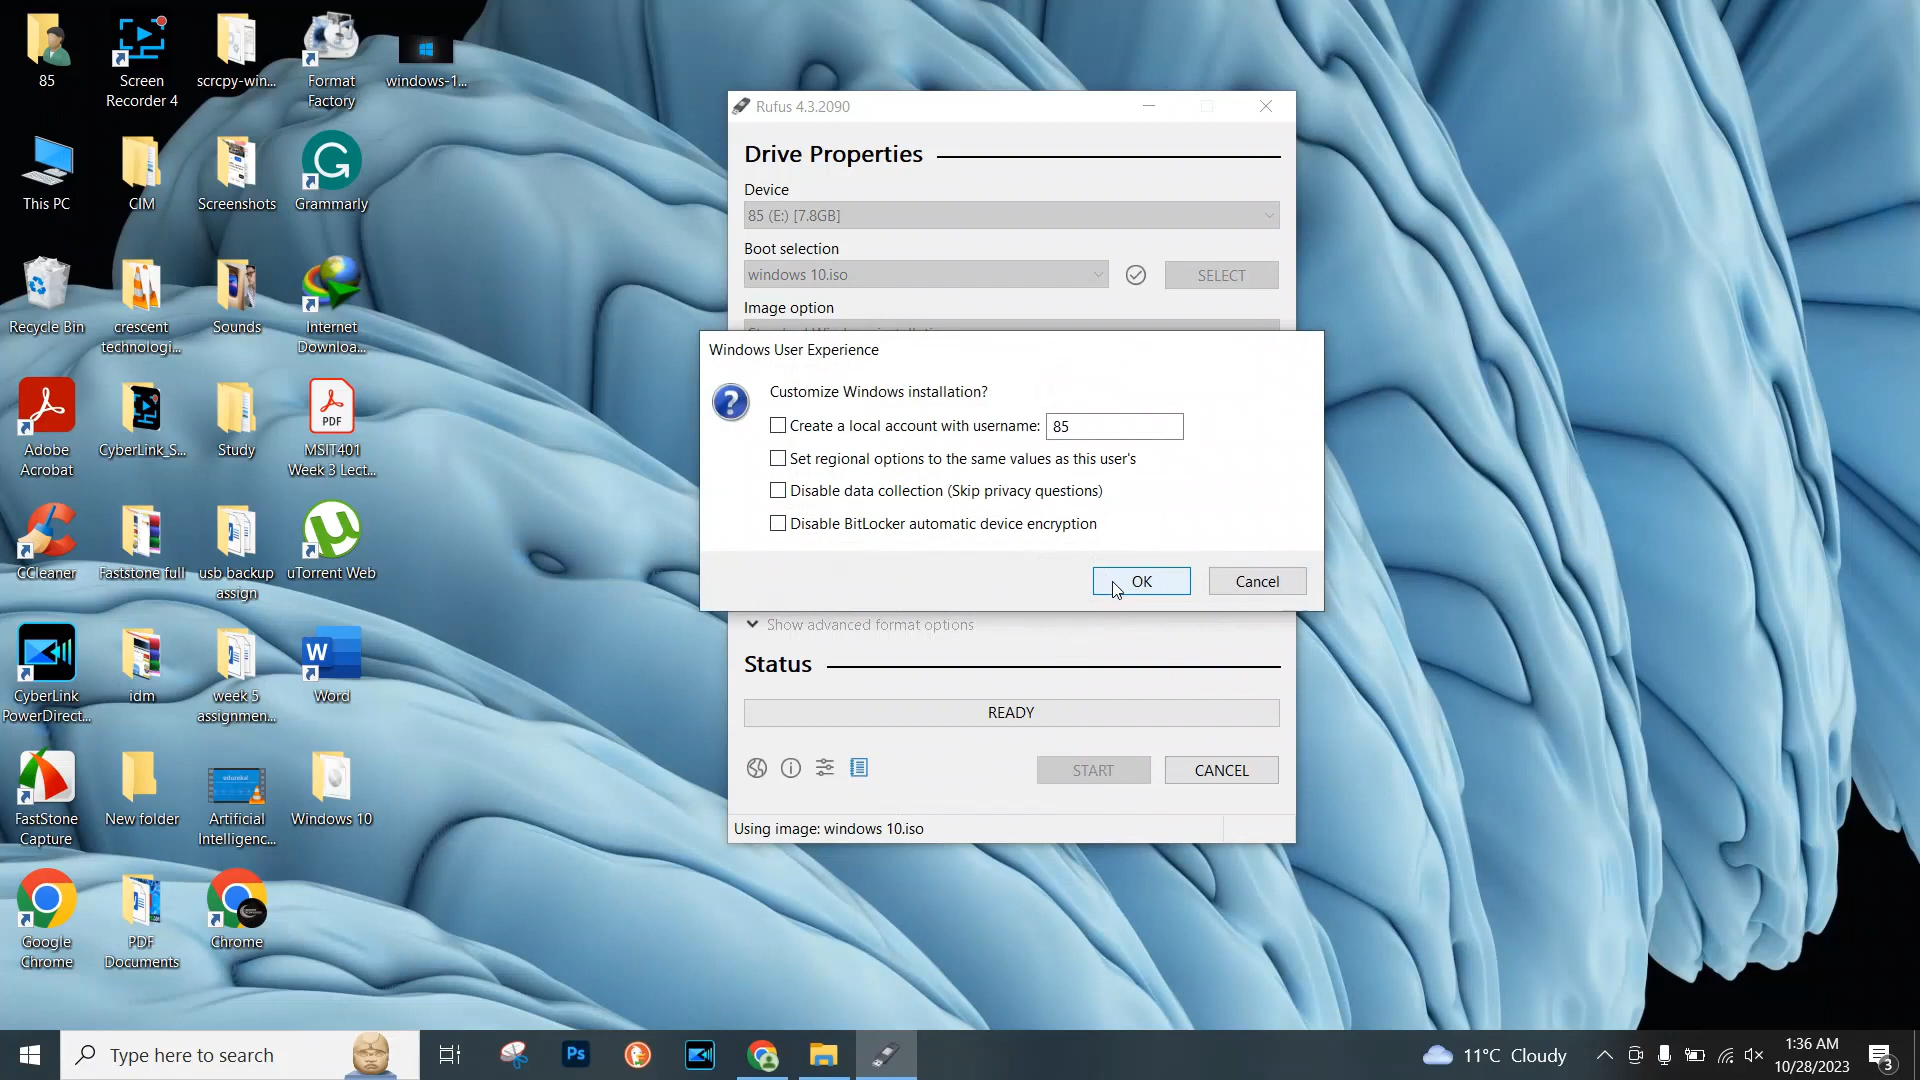 85
Screen
Recorder 4
scrcpy-win...
Format
Factory
windows-1...
This PC
CIM
Screenshots
Grammarly
Recycle Bin
crescent
technologi...
Sounds
Internet
Downloa...
Adobe
Acrobat
CyberLink_S...
Study
PDF
MSIT401
Week 3 Lect...
CCleaner
Faststone full
usb backup
assign
uTorrent Web
CyberLink
PowerDirect...
idm
week 5
assignmen...
Word
FastStone
Capture
New folder
edureka!
Artificial
Intelligenc...
Windows 10
Google
Chrome
PDF
Documents
Chrome
Rufus 4.3.2090
Drive Properties
Device
85 (E:) [7.8GB]
Boot selection
windows 10.iso
SELECT
Image option
Windows User Experience
Customize Windows installation?
Create a local account with username: 85
Set regional options to the same values as this user's
Disable data collection (Skip privacy questions)
Disable BitLocker automatic device encryption
OK
Cancel
Show advanced format options
Status
READY
START
CANCEL
Using image: windows 10.iso
Type here to search
Ps
11°C Cloudy
1:36 AM
10/28/2023
3